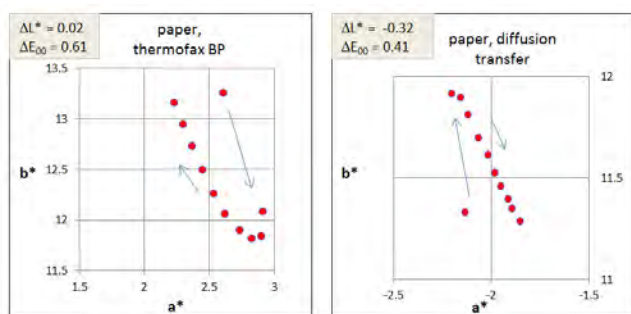 ΔL* = 0.02
ΔE₀₀ = 0.61
paper,
thermofax BP
13.5
13
b*
12.5
12
11.5
1.5
2
2.5
3
a*
ΔL* = -0.32
ΔE₀₀ = 0.41
paper, diffusion
transfer
12
b*
11.5
11
-2.5
-2
-1.5
a*